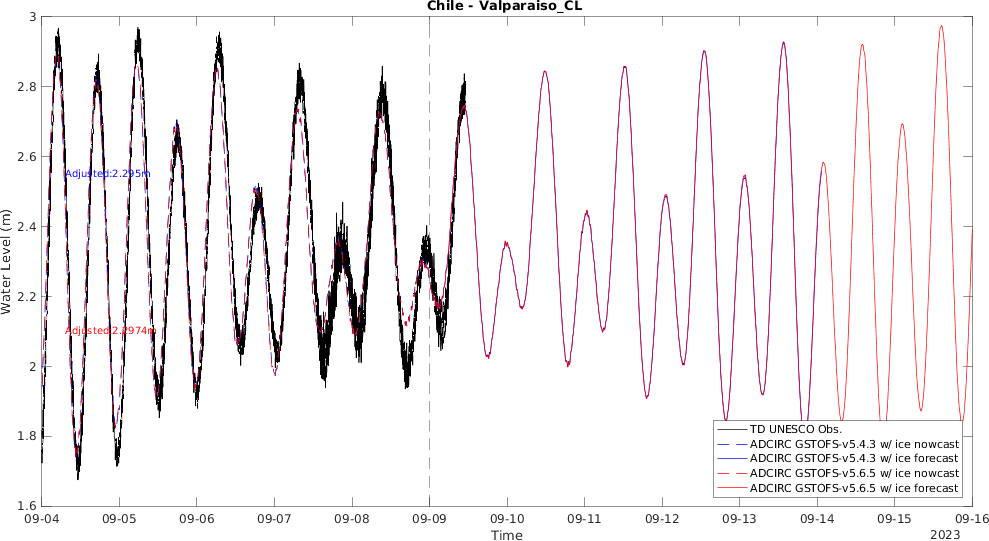 Chile - Valparaiso_CL
3
2.8
2.6
2.4
2.2
2
1.8
1.6
Water Level (m)
Adjusted:2.295m
Adjusted:2.2974m
TD UNESCO Obs.
ADCIRC GSTOFS-v5.4.3 w/ ice nowcast
ADCIRC GSTOFS-v5.4.3 w/ ice forecast
ADCIRC GSTOFS-v5.6.5 w/ ice nowcast
ADCIRC GSTOFS-v5.6.5 w/ ice forecast
09-04 09-05 09-06 09-07 09-08 09-09 09-10 09-11 09-12 09-13 09-14 09-15 09-16
Time
2023